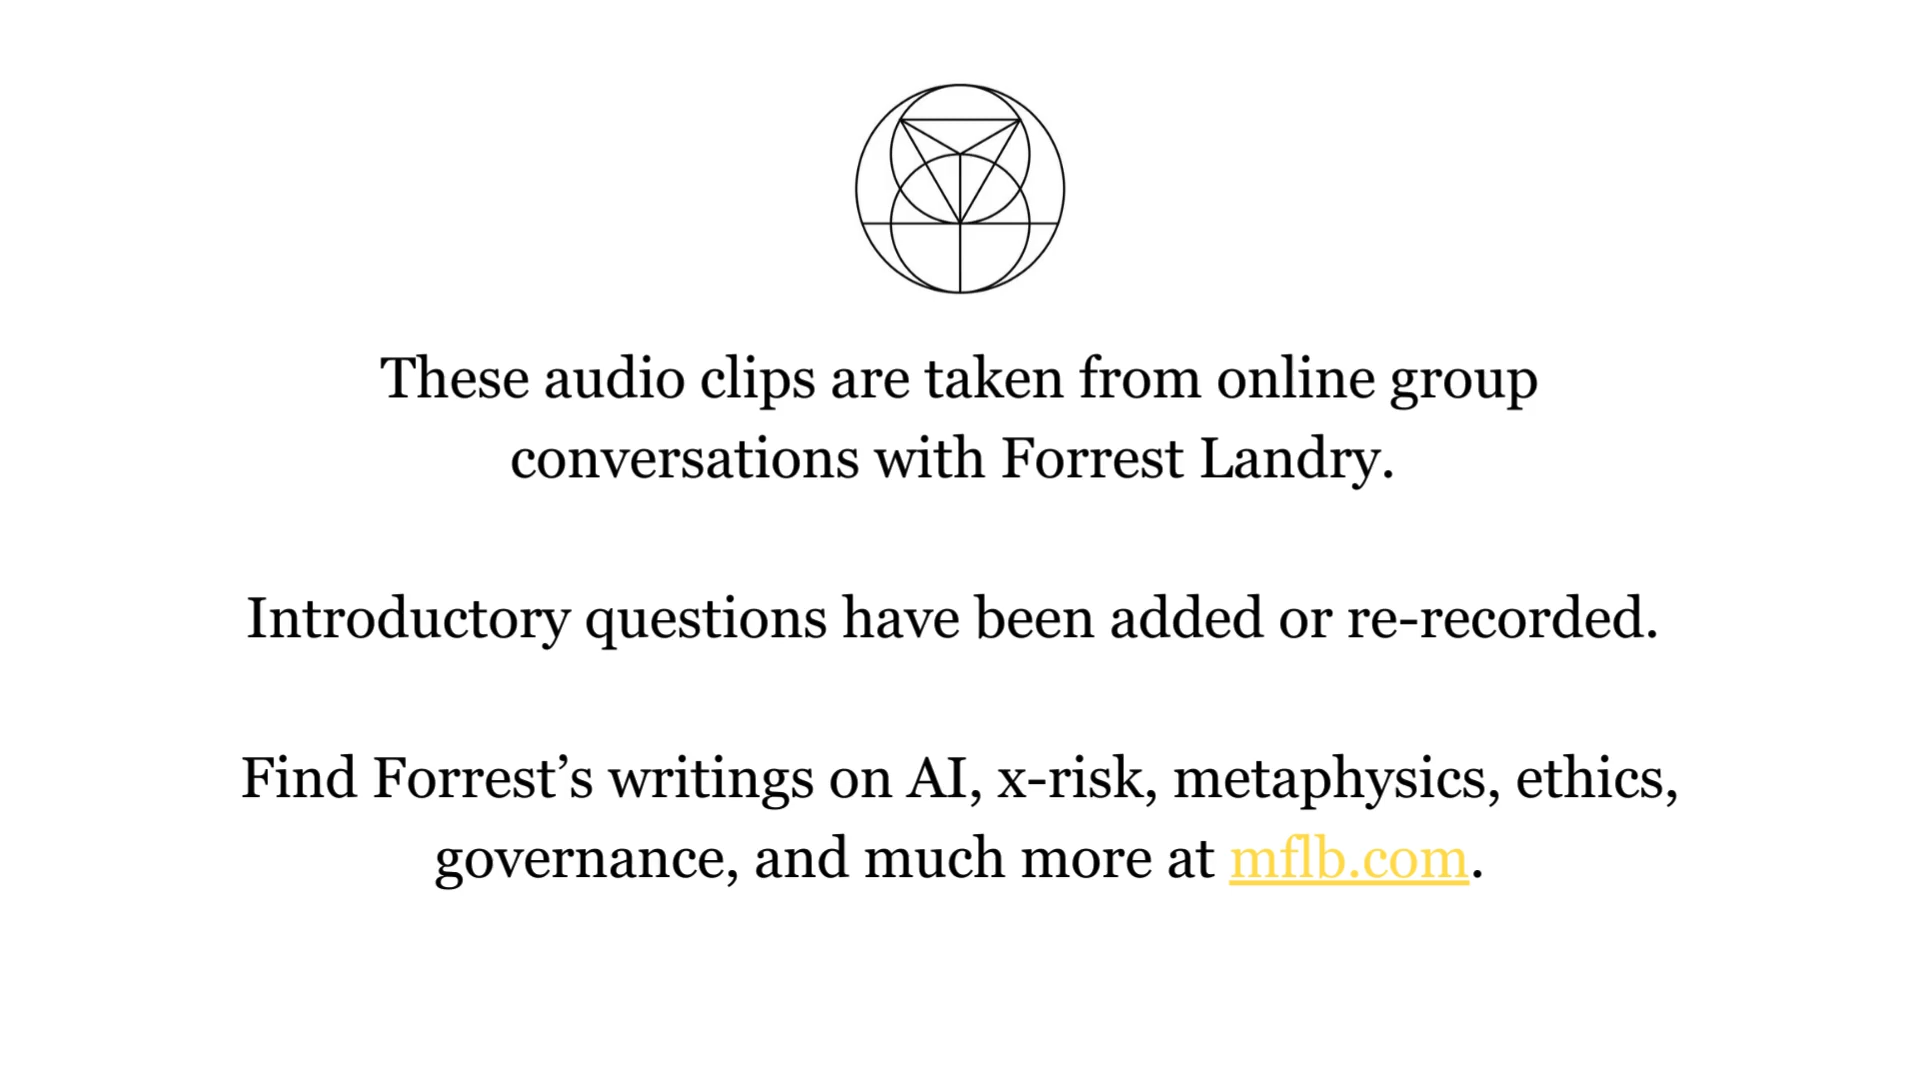 These audio clips are taken from online group
conversations with Forrest Landry.
Introductory questions have been added or re-recorded.
Find Forrest’s writings on AI, x-risk, metaphysics, ethics,
governance, and much more at mflb.com.